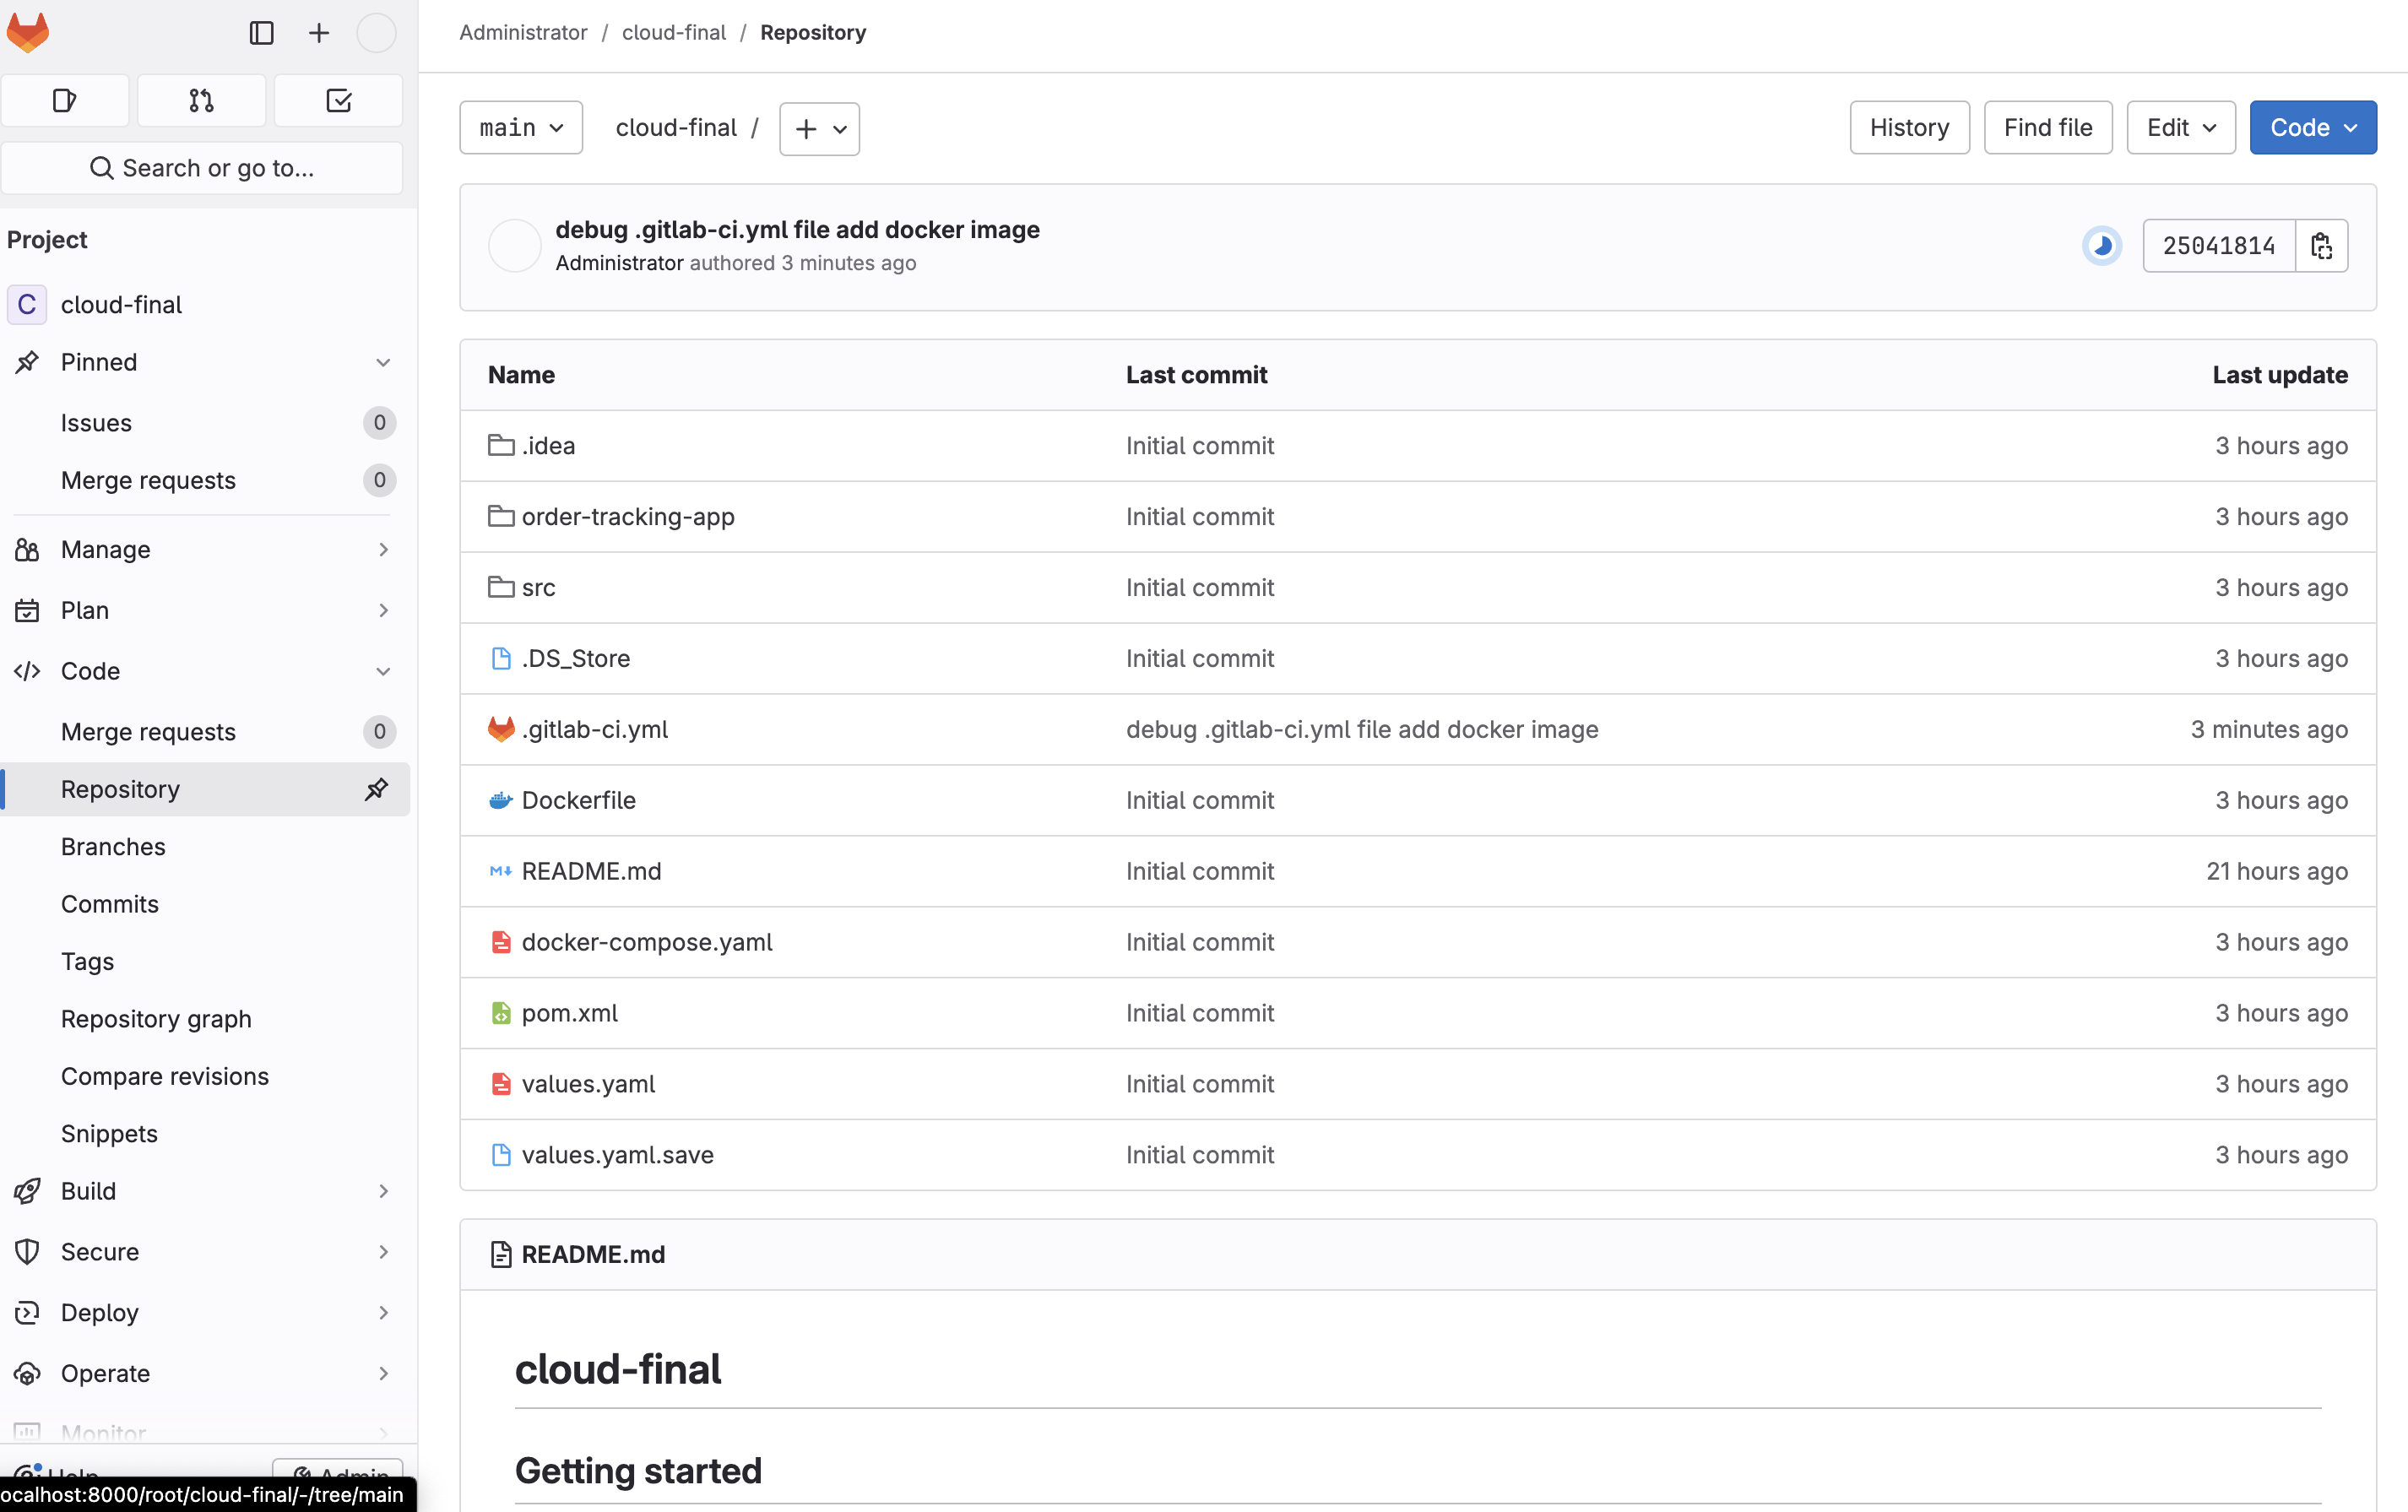 Administrator / cloud-final / Repository
Search or go to...
Project
C cloud-final
Pinned
Issues 0
Merge requests 0
Manage
Plan
Code
Merge requests 0
Repository
Branches
Commits
Tags
Repository graph
Compare revisions
Snippets
Build
Secure
Deploy
Operate
Monitor
Help
Admin
ocalhost:8000/root/cloud-final/-/tree/main
main cloud-final /
History Find file Edit Code
debug .gitlab-ci.yml file add docker image
Administrator authored 3 minutes ago
25041814
Name Last commit Last update
.idea Initial commit 3 hours ago
order-tracking-app Initial commit 3 hours ago
src Initial commit 3 hours ago
.DS_Store Initial commit 3 hours ago
.gitlab-ci.yml debug .gitlab-ci.yml file add docker image 3 minutes ago
Dockerfile Initial commit 3 hours ago
README.md Initial commit 21 hours ago
docker-compose.yaml Initial commit 3 hours ago
pom.xml Initial commit 3 hours ago
values.yaml Initial commit 3 hours ago
values.yaml.save Initial commit 3 hours ago
README.md
cloud-final
Getting started